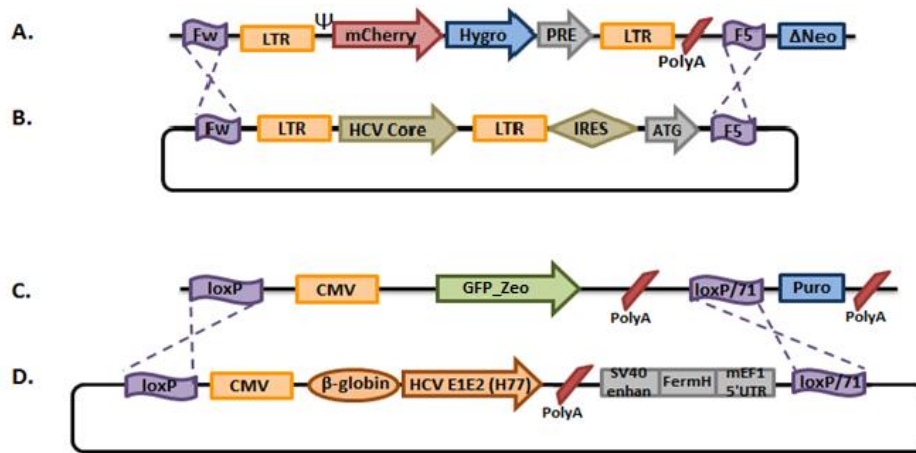 A. Fw LTR Ψ mCherry Hygro PRE LTR PolyA F5 ΔNeo
B. Fw LTR HCV Core LTR IRES ATG F5
C. loxP CMV GFP_Zeo PolyA loxP/71 Puro PolyA
D. loxP CMV β-globin HCV E1E2 (H77) PolyA SV40 enhan FermH mEF1 5'UTR loxP/71